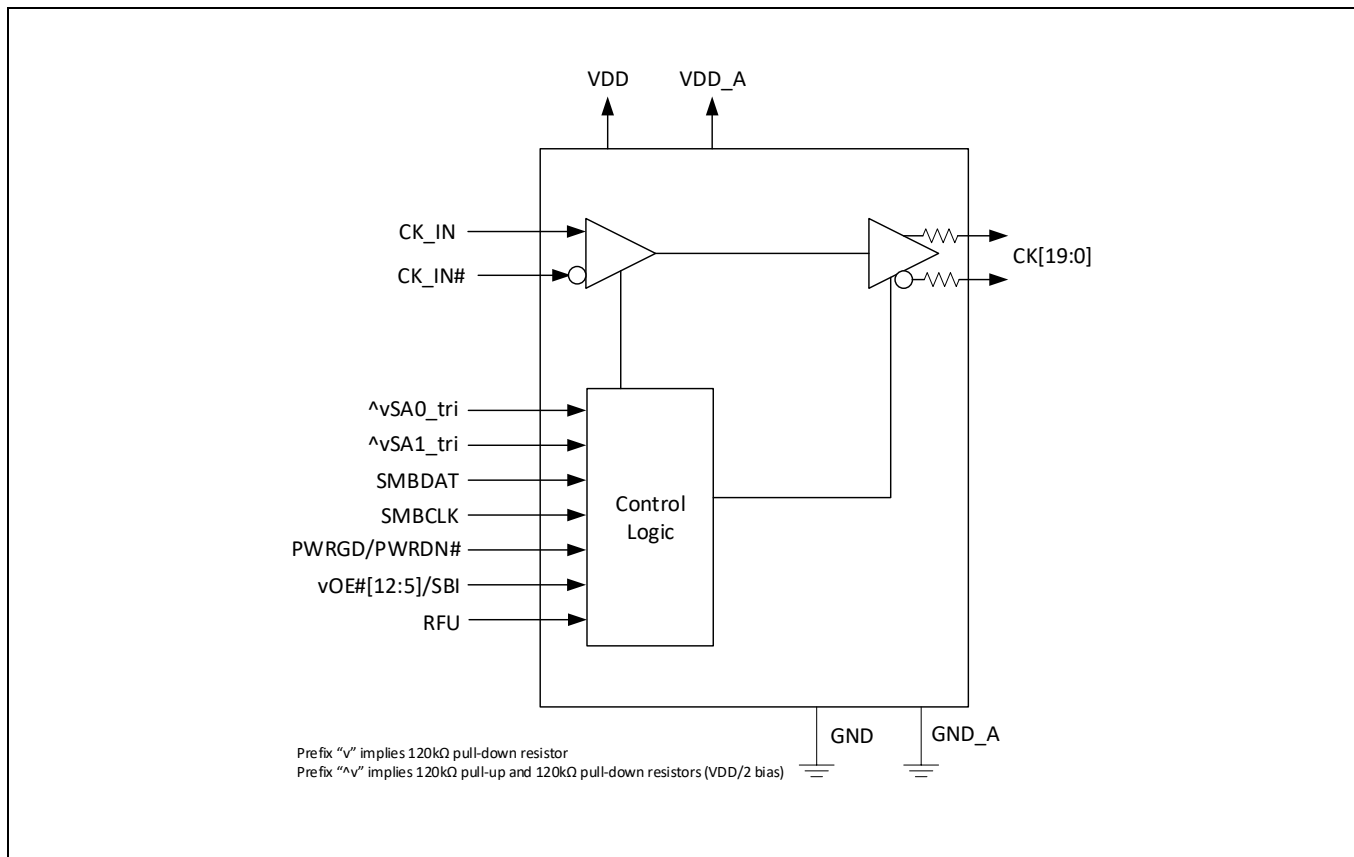 VDD
VDD_A
CK_IN
CK_IN#
CK[19:0]
^vSA0_tri
^vSA1_tri
SMBDAT
SMBCLK
PWRGD/PWRDN#
vOE#[12:5]/SBI
RFU
Control
Logic
GND
GND_A
Prefix “v” implies 120kΩ pull-down resistor
Prefix “^v” implies 120kΩ pull-up and 120kΩ pull-down resistors (VDD/2 bias)